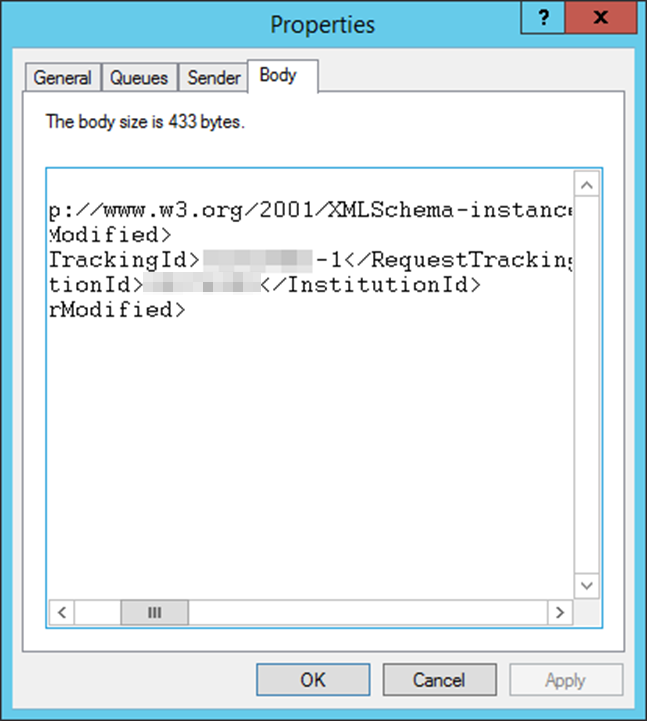 Properties
?
x
General Queues Sender Body
The body size is 433 bytes.
p://www.w3.org/2001/XMLSchema-instance
Modified>
TrackingId> -1</RequestTracking
tionId> </InstitutionId>
rModified>
OK Cancel Apply